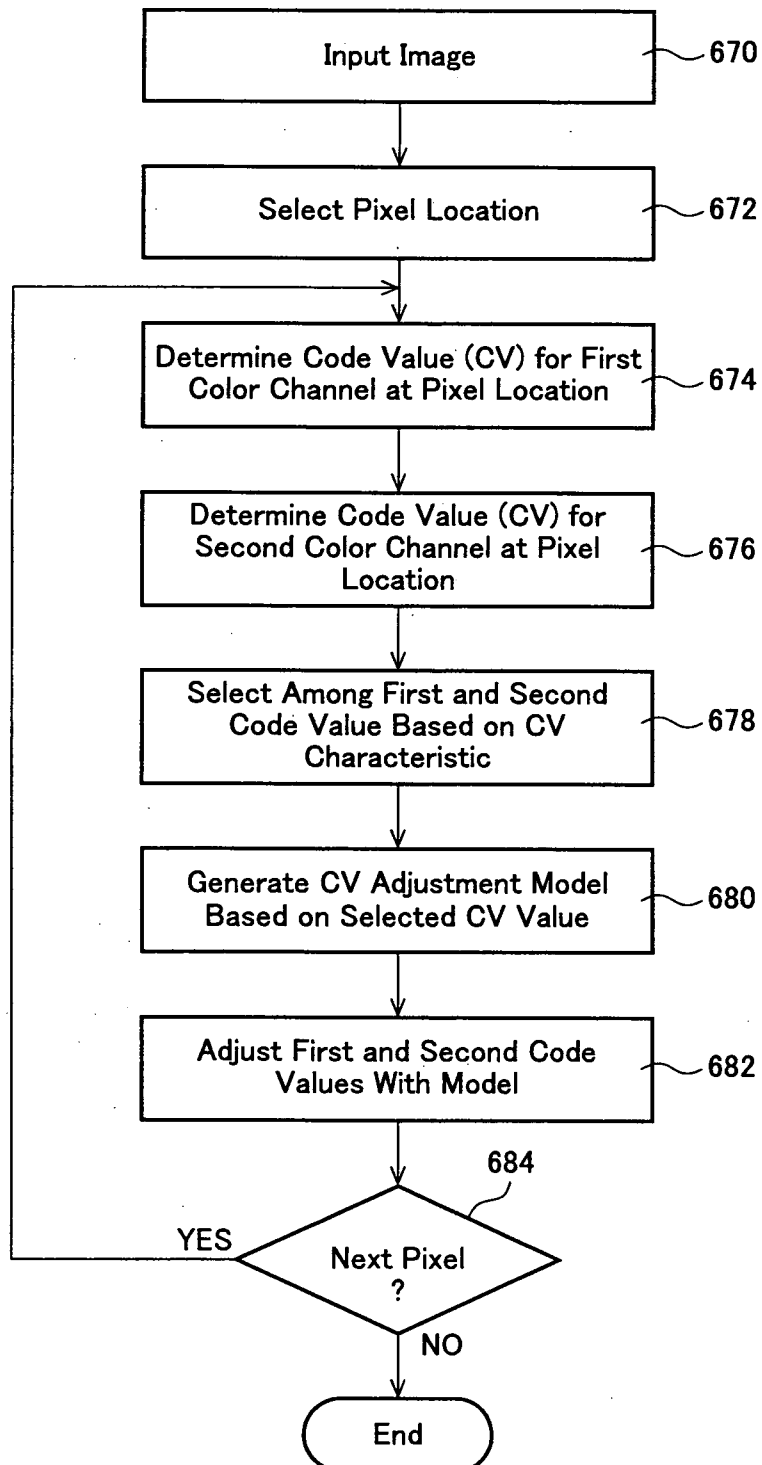 Input Image
670
Select Pixel Location
672
Determine Code Value (CV) for First
Color Channel at Pixel Location
674
Determine Code Value (CV) for
Second Color Channel at Pixel
Location
676
Select Among First and Second
Code Value Based on CV
Characteristic
678
Generate CV Adjustment Model
Based on Selected CV Value
680
Adjust First and Second Code
Values With Model
682
684
YES
Next Pixel
?
NO
End